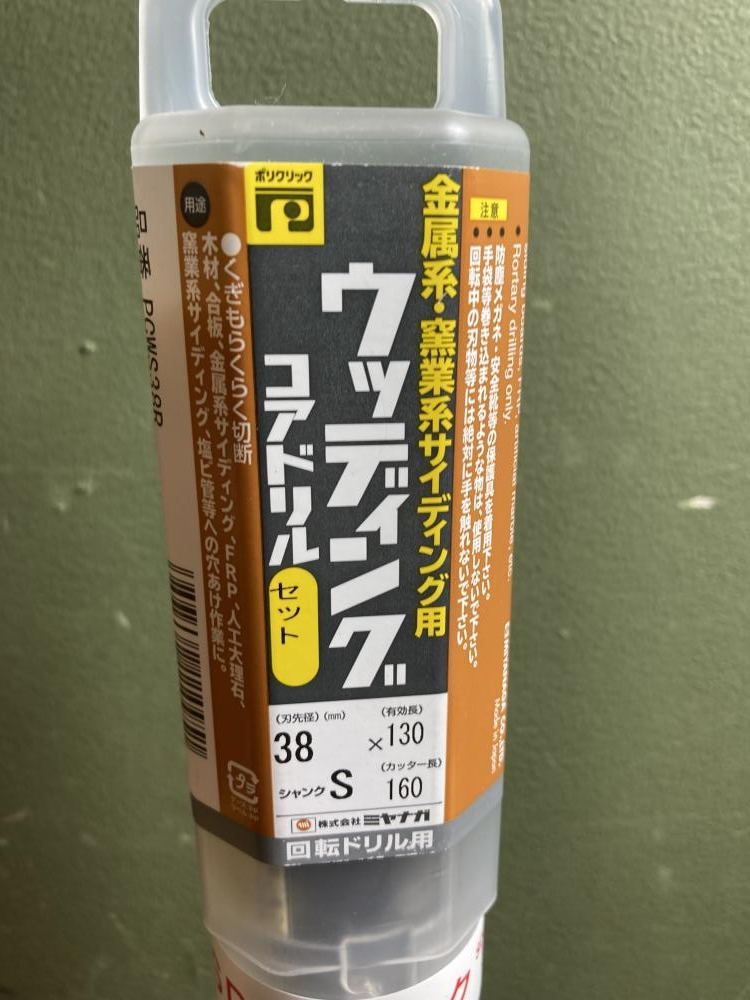 ポリクリック
金属系・窯業系サイディング用
ウッディング
コアドリル
セット
(刃先径)(mm)
38
(有効長)
×130
シャンク S
(カッター長)
160
株式会社 ミヤナガ
回転ドリル用
用途
●くぎもらくらく切断
木材、合板、金属系サイディング、FRP、人工大理石、
窯業系サイディング、塩ビ管等への穴あけ作業に。
品番 PCWS38R
プラ
注意
Rortary drilling only.
・防塵メガネ・安全靴等の保護具を着用下さい。
・手袋等巻き込まれるような物は、使用しないで下さい。
・回転中の刃物等には絶対に手を触れないで下さい。
Made in Japan